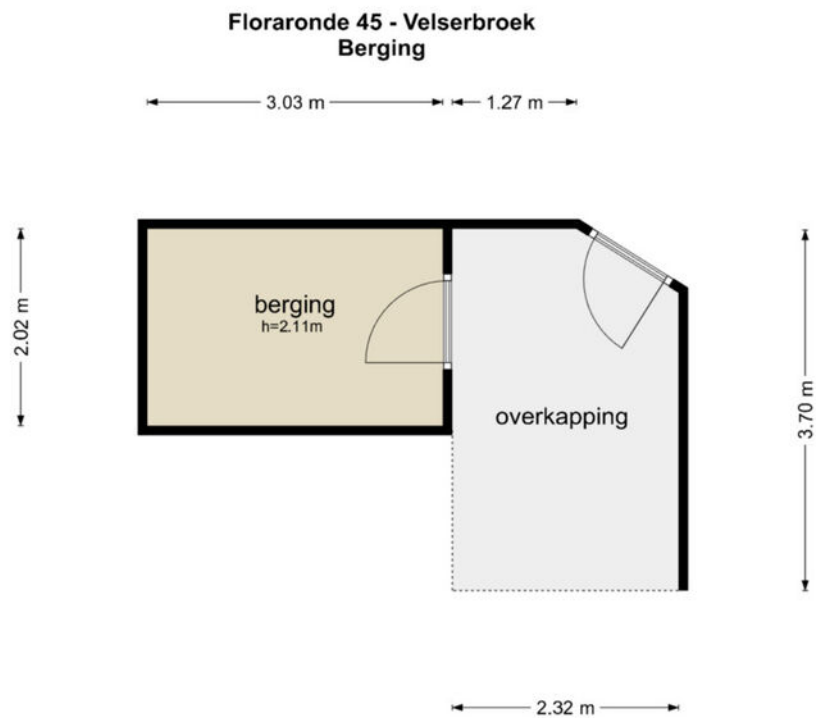 Floraronde 45 - Velserbroek
Berging
3.03 m
1.27 m
2.02 m
berging
h=2.11m
overkapping
3.70 m
2.32 m